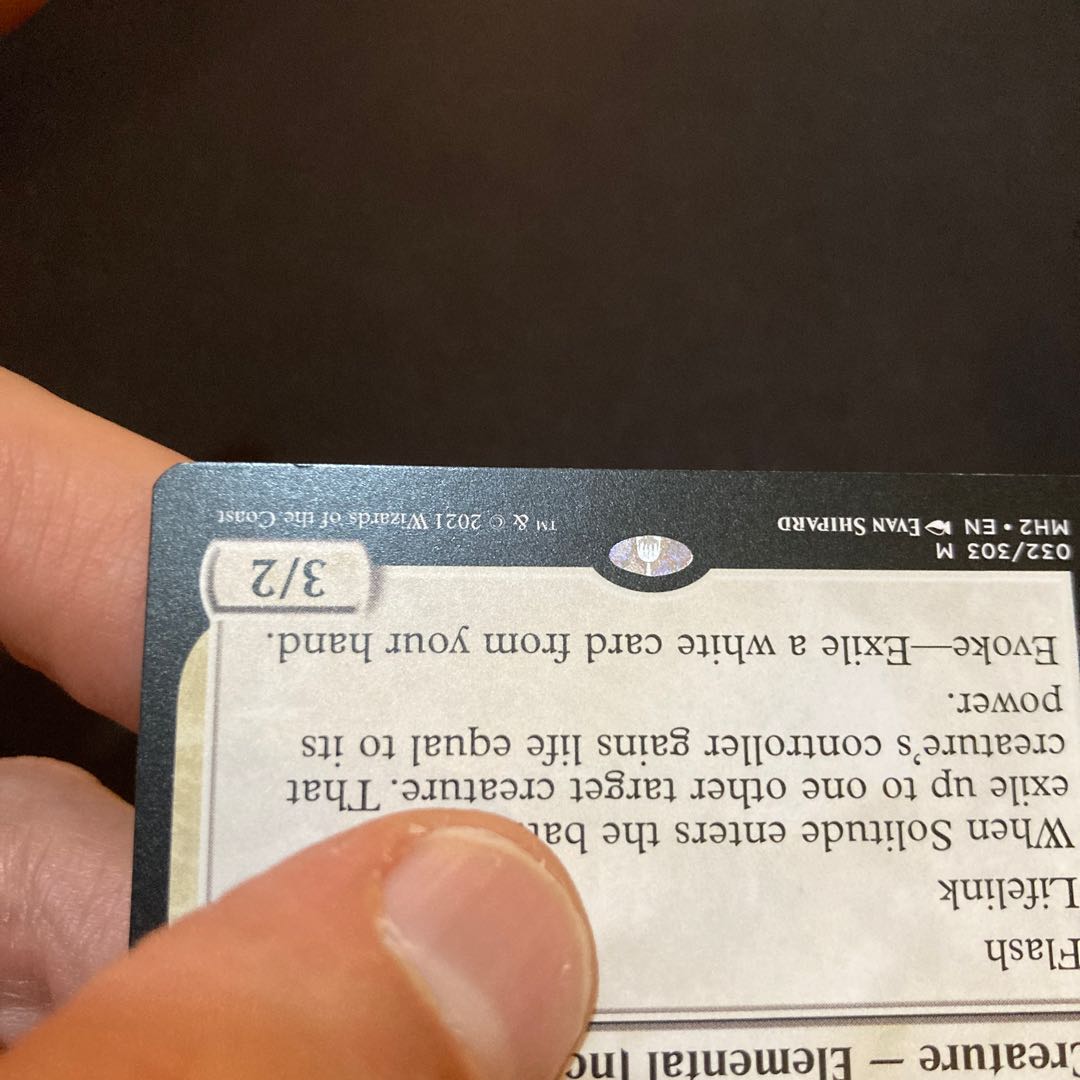 Creature — Elemental Inc
Flash
Lifelink
When Solitude enters the
exile up to one other target creature. That
creature's controller gains life equal to its
power.
Evoke—Exile a white card from your hand.
3/2
032/303 M
MH2 • EN EVAN SHIPARD
™ & © 2021 Wizards of the Coast